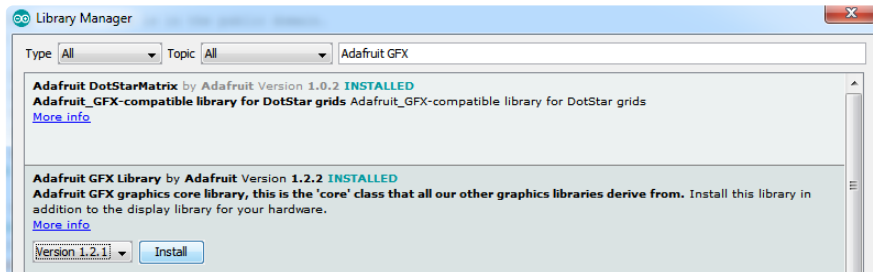 Library Manager
Type All Topic All Adafruit GFX
Adafruit DotStarMatrix by Adafruit Version 1.0.2 INSTALLED
Adafruit_GFX-compatible library for DotStar grids Adafruit_GFX-compatible library for DotStar grids
More info
Adafruit GFX Library by Adafruit Version 1.2.2 INSTALLED
Adafruit GFX graphics core library, this is the 'core' class that all our other graphics libraries derive from. Install this library in
addition to the display library for your hardware.
More info
Version 1.2.1 Install